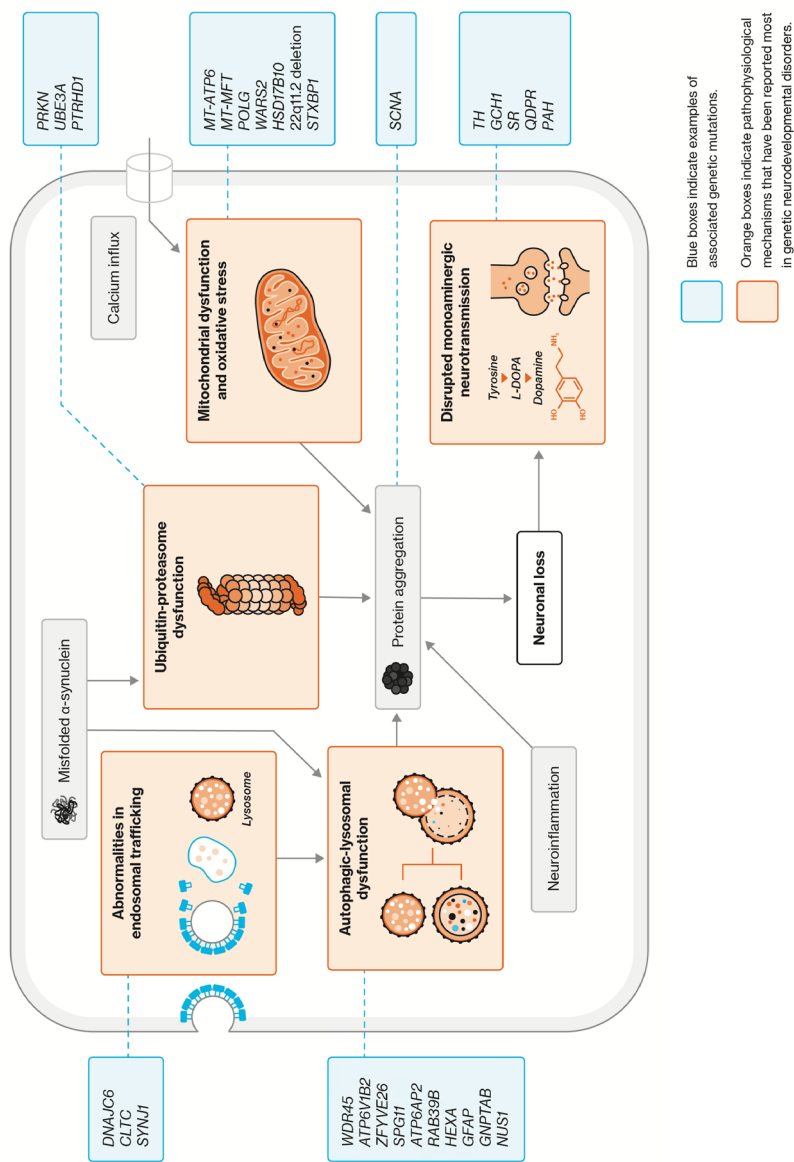 DNAJC6
CLTC
SYNJ1
WDR45
ATP6V1B2
ZFYVE26
SPG11
ATP6AP2
RAB39B
HEXA
GFAP
GNPTAB
NUS1
Misfolded α-synuclein
Abnormalities in
endosomal trafficking
Lysosome
Autophagic-lysosomal
dysfunction
Neuroinflammation
Ubiquitin-proteasome
dysfunction
Protein aggregation
Neuronal loss
Calcium influx
Mitochondrial dysfunction
and oxidative stress
Disrupted monoaminergic
neurotransmission
Tyrosine
L-DOPA
Dopamine
HO
HO
NH₂
PRKN
UBE3A
PTRHD1
MT-ATP6
MT-MFT
POLG
WARS2
HSD17B10
22q11.2 deletion
STXBP1
SCNA
TH
GCH1
SR
QDPR
PAH
Blue boxes indicate examples of
associated genetic mutations.
Orange boxes indicate pathophysiological
mechanisms that have been reported most
in genetic neurodevelopmental disorders.